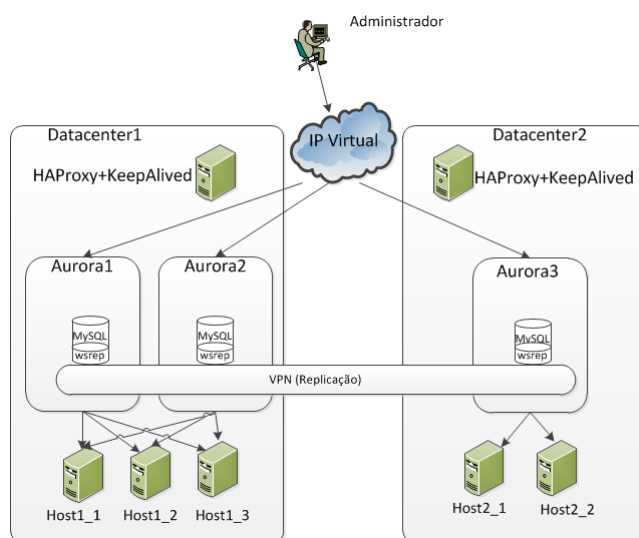 Administrador
IP Virtual
Datacenter1
HAProxy+KeepAlived
Datacenter2
HAProxy+KeepAlived
Aurora1
Aurora2
Aurora3
MySQL
wsrep
MySQL
wsrep
MySQL
wsrep
VPN (Replicação)
Host1_1
Host1_2
Host1_3
Host2_1
Host2_2